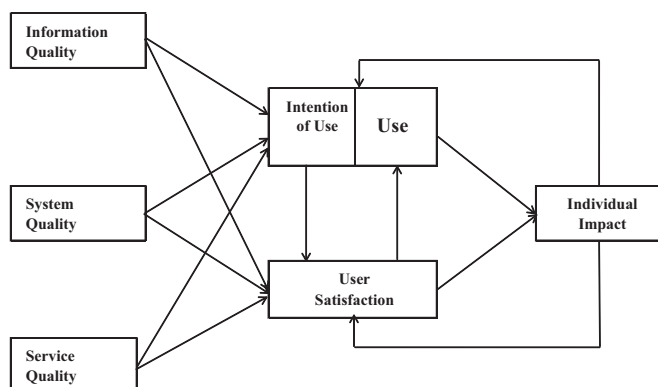 Information
Quality
Intention
of Use
Use
System
Quality
Individual
Impact
User
Satisfaction
Service
Quality